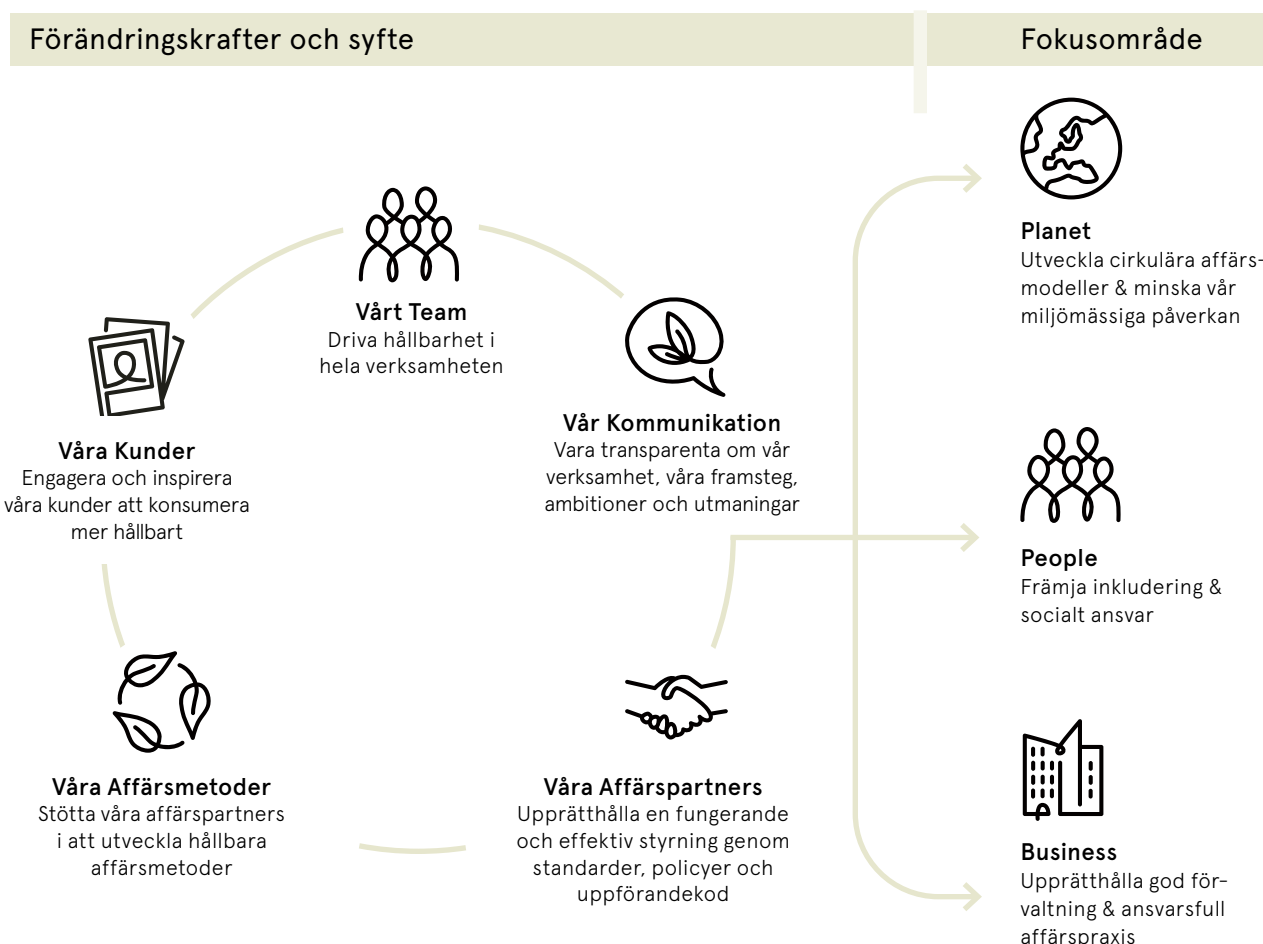 Förändringskrafter och syfte
Fokusområde
Vårt Team
Driva hållbarhet i
hela verksamheten
Våra Kunder
Engagera och inspirera
våra kunder att konsumera
mer hållbart
Vår Kommunikation
Vara transparenta om vår
verksamhet, våra framsteg,
ambitioner och utmaningar
Våra Affärsmetoder
Stötta våra affärspartners
i att utveckla hållbara
affärsmetoder
Våra Affärspartners
Upprätthålla en fungerande
och effektiv styrning genom
standarder, policyer och
uppförandekod
Planet
Utveckla cirkulära affärs-
modeller & minska vår
miljömässiga påverkan
People
Främja inkludering &
socialt ansvar
Business
Upprätthålla god för-
valtning & ansvarsfull
affärspraxis